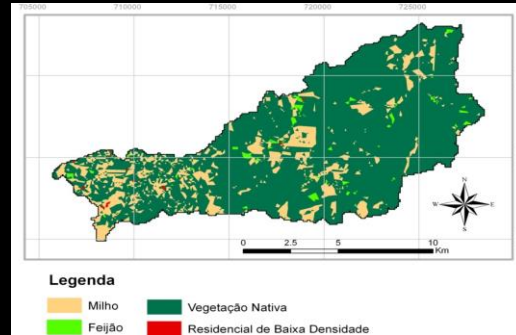 705000 710000 715000 720000 725000
N
W E
S
0 2.5 5 10
Km
Legenda
Milho Vegetação Nativa
Feijão Residencial de Baixa Densidade